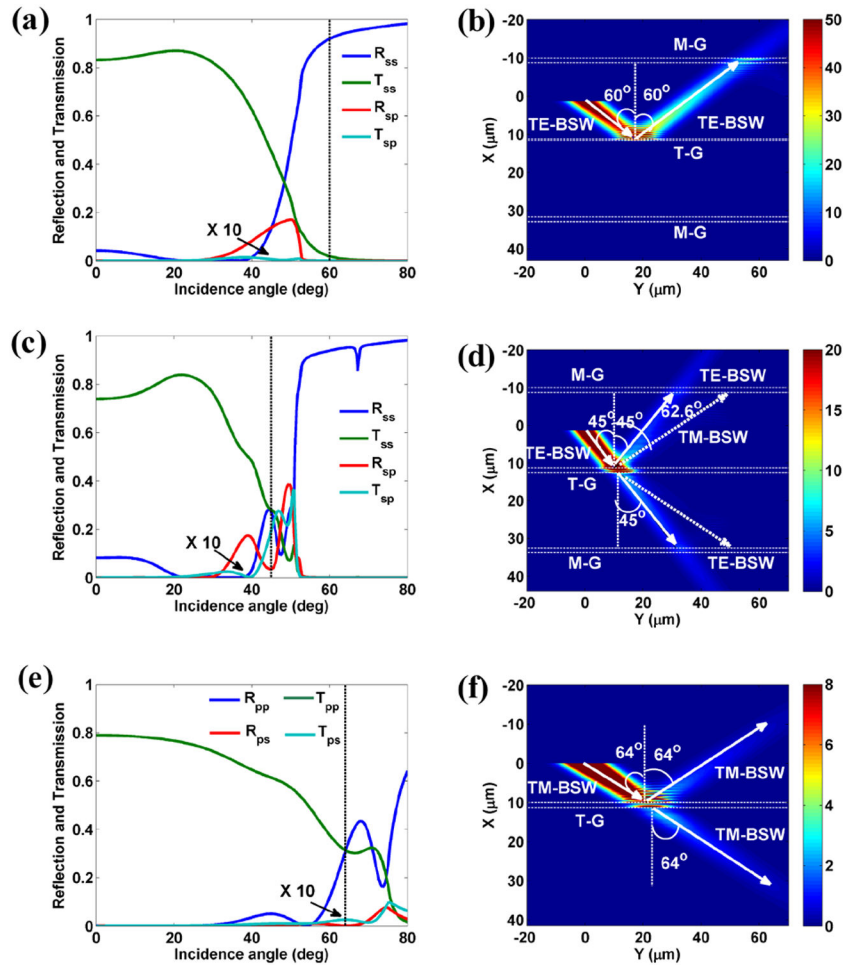 (a)
Reflection and Transmission
1
0.8
0.6
0.4
0.2
0
R_ss
T_ss
R_sp
T_sp
X 10
0 20 40 60 80
Incidence angle (deg)
(b)
X (μm)
-20
-10
0
10
20
30
40
M-G
60° 60°
TE-BSW
TE-BSW
T-G
M-G
-20 0 20 40 60
Y (μm)
50
40
30
20
10
0
(c)
Reflection and Transmission
1
0.8
0.6
0.4
0.2
0
R_ss
T_ss
R_sp
T_sp
X 10
0 20 40 60 80
Incidence angle (deg)
(d)
X (μm)
-20
-10
0
10
20
30
40
M-G
TE-BSW
45° 45° 62.6°
TE-BSW
TM-BSW
T-G
45°
M-G
TE-BSW
-20 0 20 40 60
Y (μm)
20
15
10
5
0
(e)
Reflection and Transmission
1
0.8
0.6
0.4
0.2
0
R_pp T_pp
R_ps T_ps
X 10
0 20 40 60 80
Incidence angle (deg)
(f)
X (μm)
-20
-10
0
10
20
30
40
64° 64°
TM-BSW
TM-BSW
T-G
TM-BSW
64°
-20 0 20 40 60
Y (μm)
8
6
4
2
0